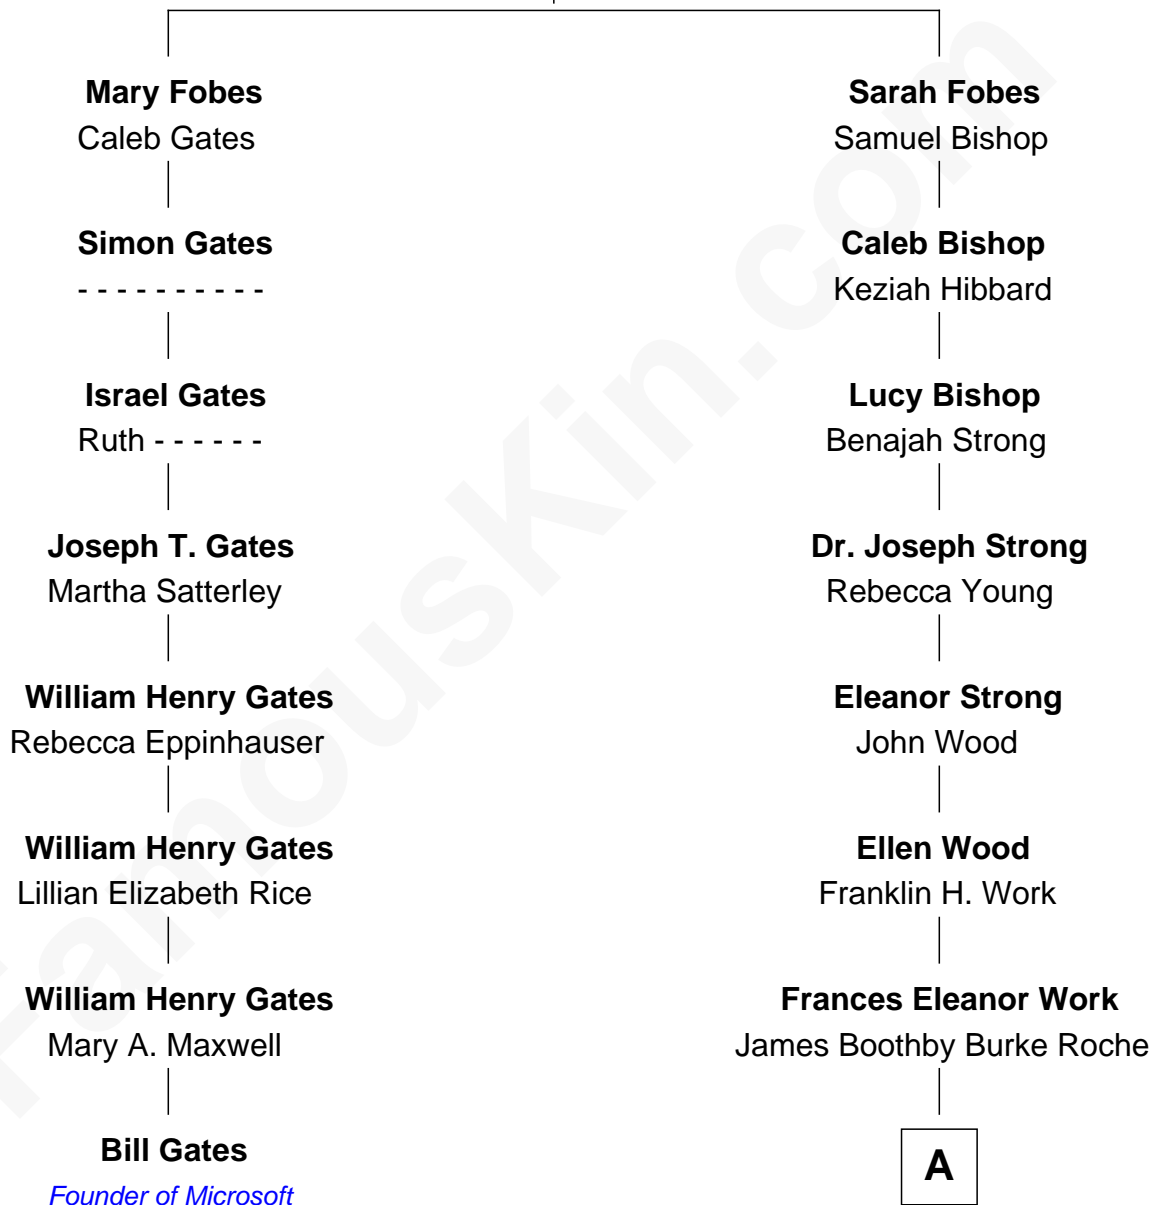 Mary Fobes
Caleb Gates
Simon Gates
- - - - - - - - - -
Israel Gates
Ruth - - - - - -
Joseph T. Gates
Martha Satterley
William Henry Gates
Rebecca Eppinhauser
William Henry Gates
Lillian Elizabeth Rice
William Henry Gates
Mary A. Maxwell
Bill Gates
Founder of Microsoft
Sarah Fobes
Samuel Bishop
Caleb Bishop
Keziah Hibbard
Lucy Bishop
Benajah Strong
Dr. Joseph Strong
Rebecca Young
Eleanor Strong
John Wood
Ellen Wood
Franklin H. Work
Frances Eleanor Work
James Boothby Burke Roche
A
FamousKin.com